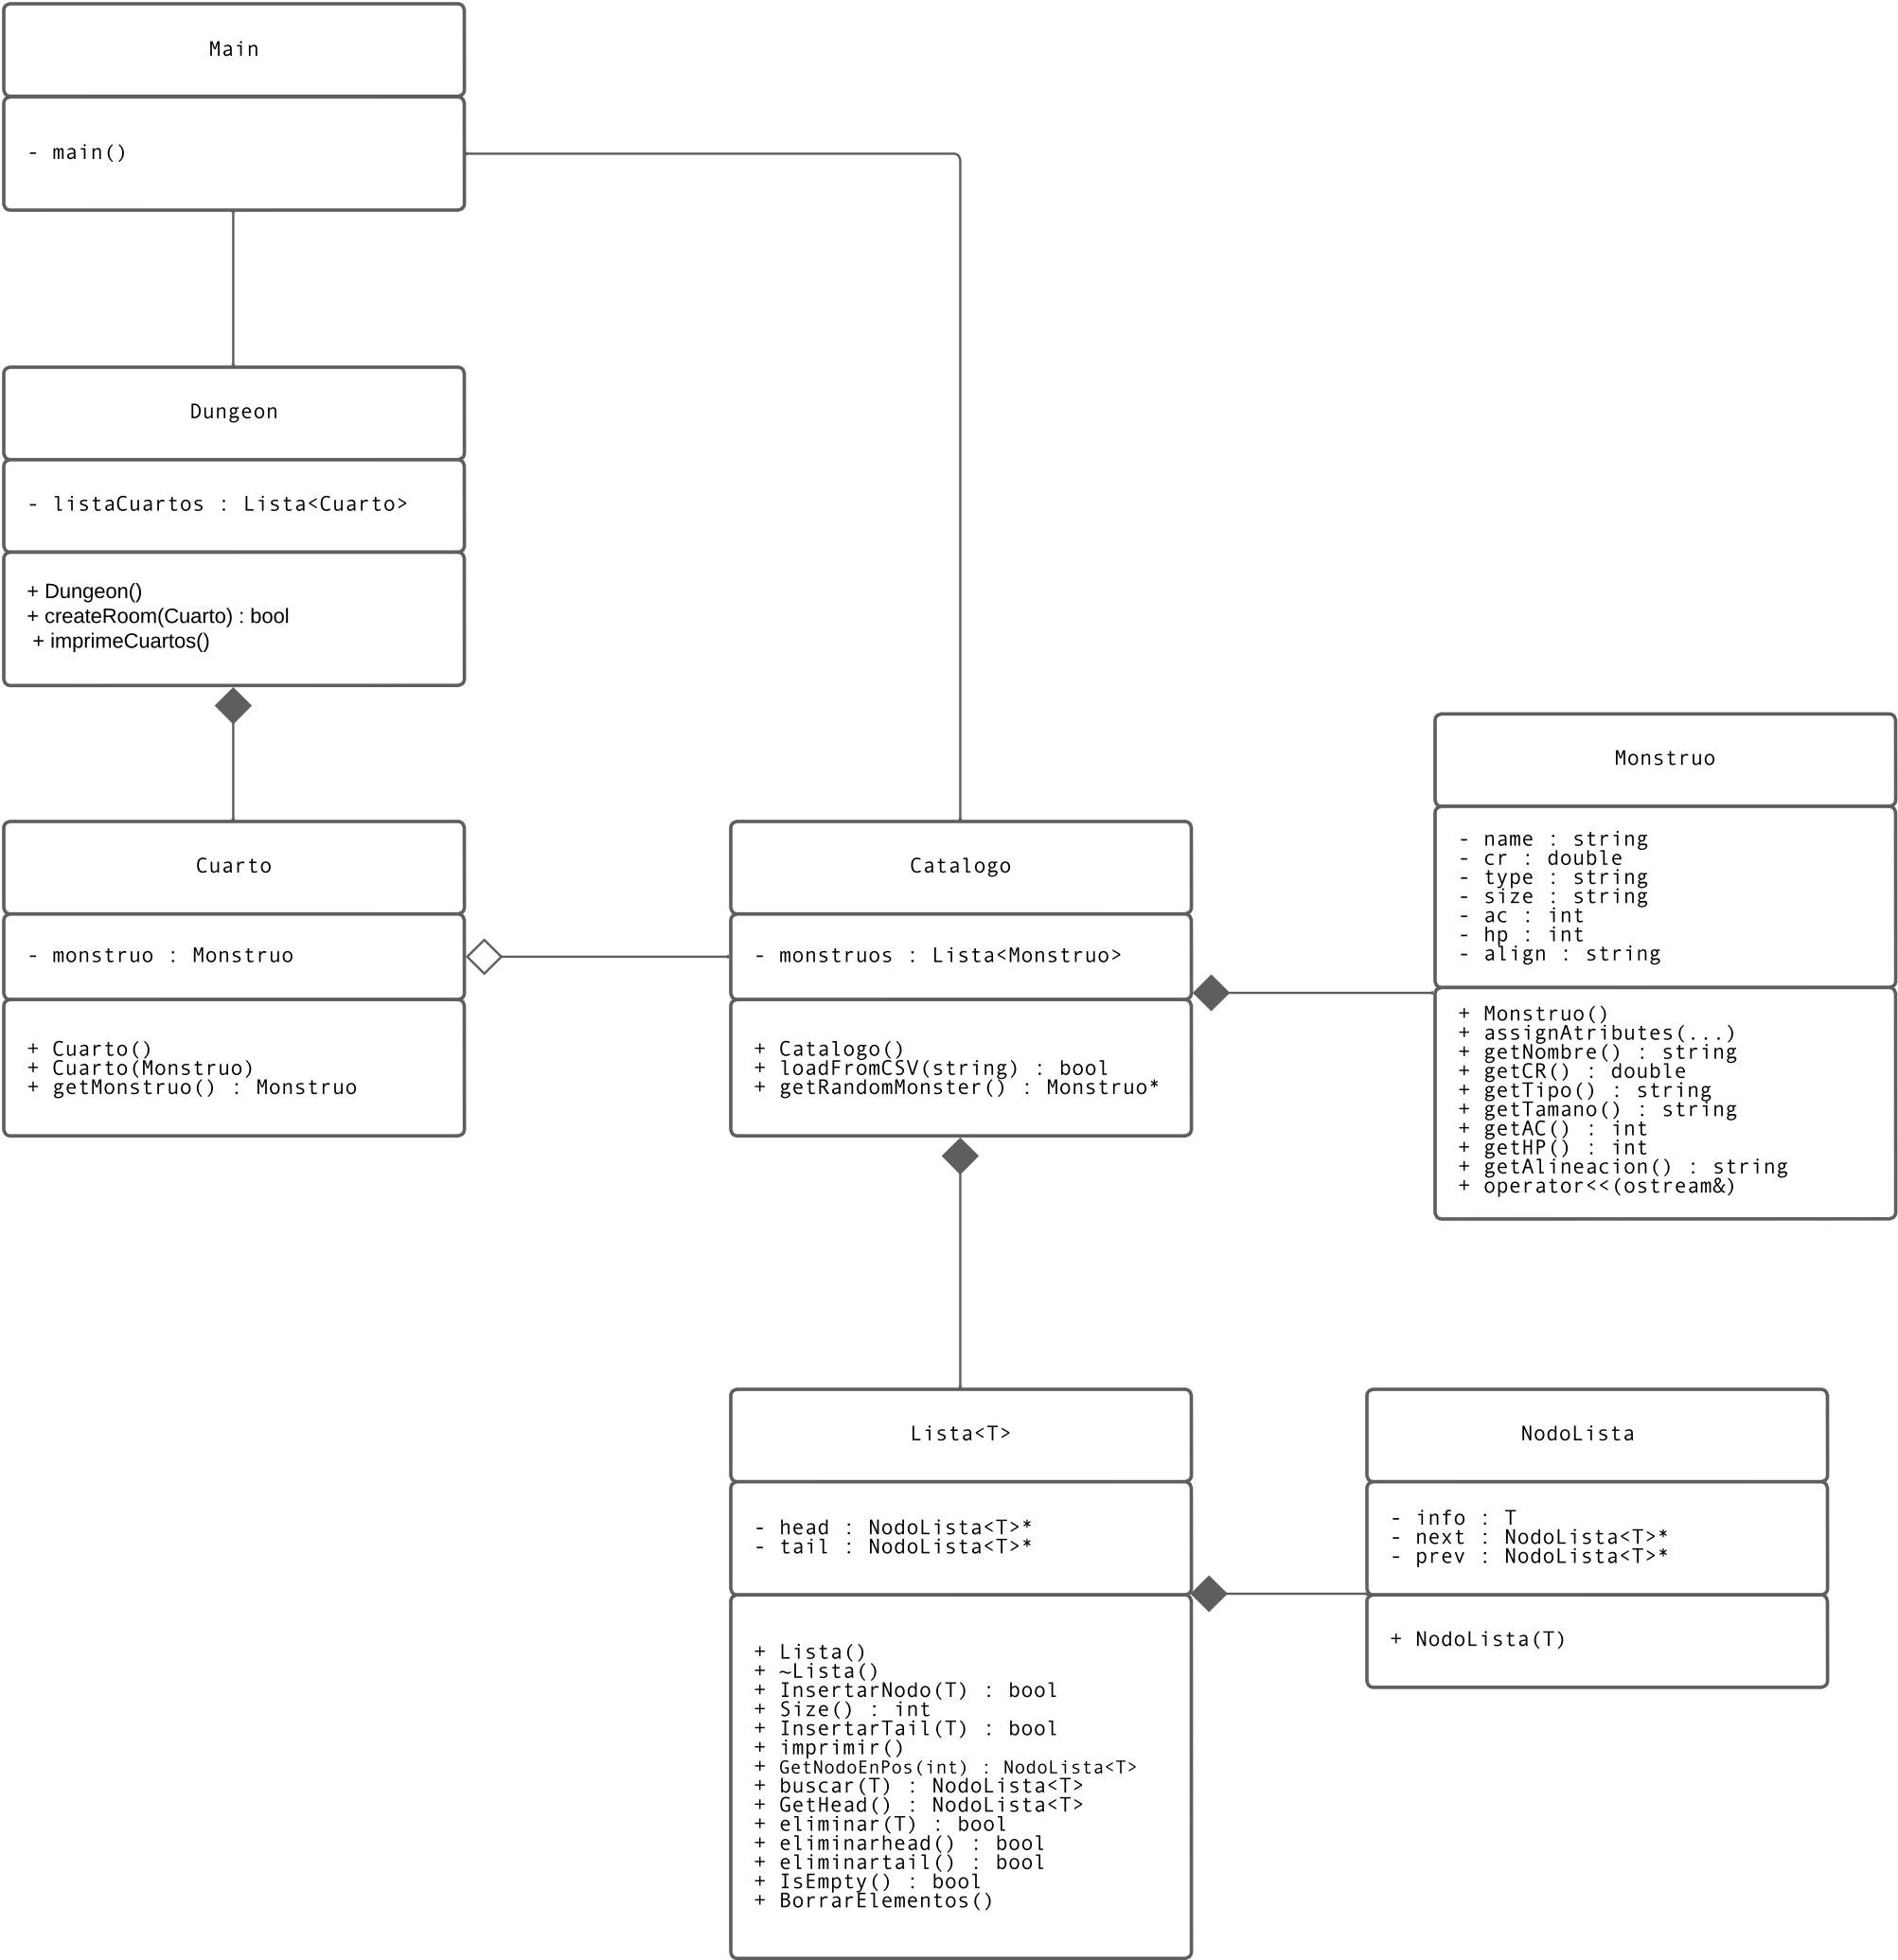 Main
- main()
Dungeon
- listaCuartos : Lista<Cuarto>
+ Dungeon()
+ createRoom(Cuarto) : bool
+ imprimeCuartos()
Cuarto
- monstruo : Monstruo
+ Cuarto()
+ Cuarto(Monstruo)
+ getMonstruo() : Monstruo
Catalogo
- monstruos : Lista<Monstruo>
+ Catalogo()
+ loadFromCSV(string) : bool
+ getRandomMonster() : Monstruo*
Monstruo
- name : string
- cr : double
- type : string
- size : string
- ac : int
- hp : int
- align : string
+ Monstruo()
+ assignAtributes(...)
+ getNombre() : string
+ getCR() : double
+ getTipo() : string
+ getTamano() : string
+ getAC() : int
+ getHP() : int
+ getAlineacion() : string
+ operator<<(ostream&)
Lista<T>
- head : NodoLista<T>*
- tail : NodoLista<T>*
+ Lista()
+ ~Lista()
+ InsertarNodo(T) : bool
+ Size() : int
+ InsertarTail(T) : bool
+ imprimir()
+ GetNodoEnPos(int) : NodoLista<T>
+ buscar(T) : NodoLista<T>
+ GetHead() : NodoLista<T>
+ eliminar(T) : bool
+ eliminarhead() : bool
+ eliminartail() : bool
+ IsEmpty() : bool
+ BorrarElementos()
NodoLista
- info : T
- next : NodoLista<T>*
- prev : NodoLista<T>*
+ NodoLista(T)